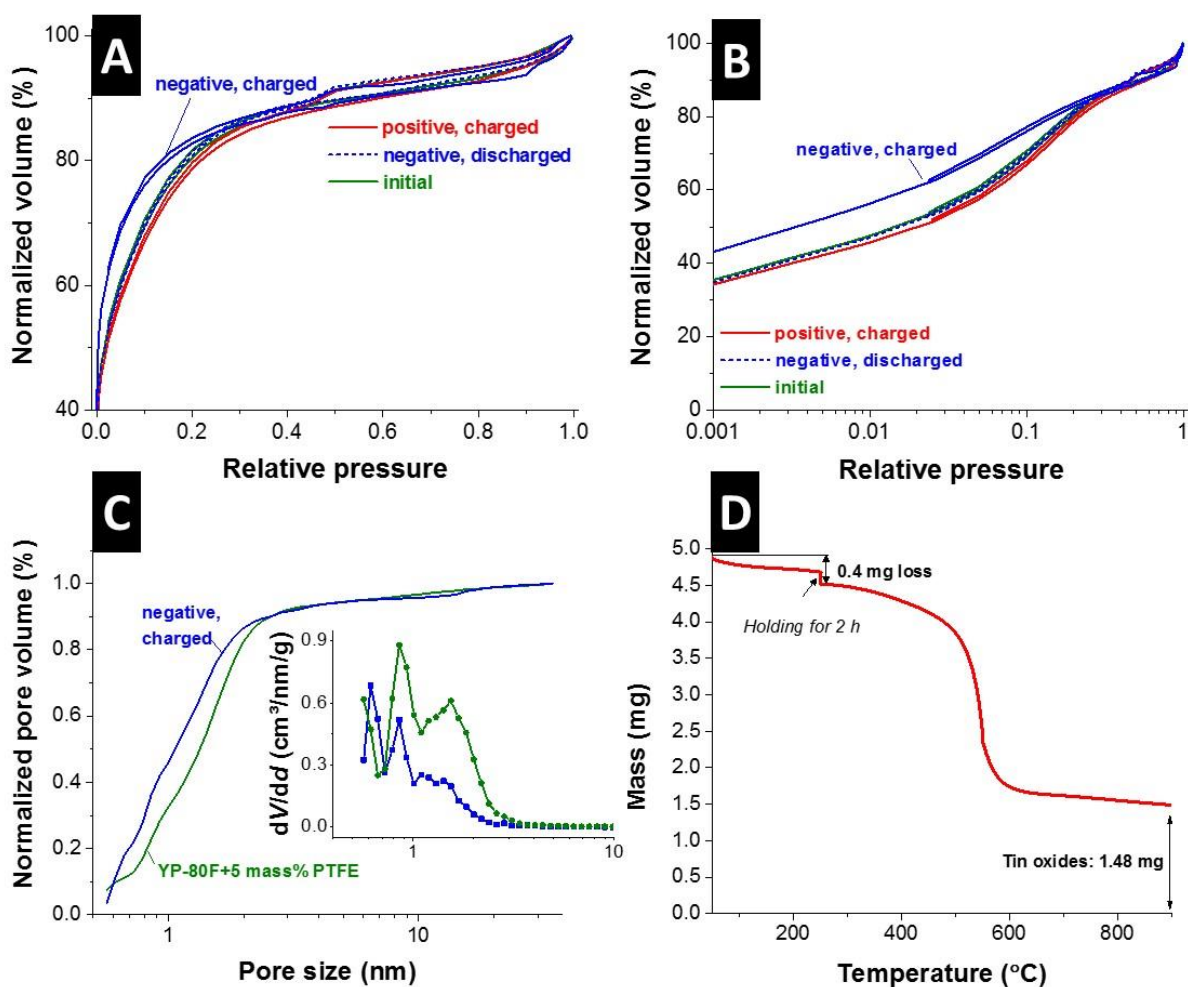 A
Normalized volume (%)
100
80
60
40
negative, charged
positive, charged
negative, discharged
initial
0.0 0.2 0.4 0.6 0.8 1.0
Relative pressure
B
Normalized volume (%)
100
80
60
40
20
0
negative, charged
positive, charged
negative, discharged
initial
0.001 0.01 0.1 1
Relative pressure
C
Normalized pore volume (%)
1.0
0.8
0.6
0.4
0.2
0.0
negative,
charged
YP-80F+5 mass% PTFE
dV/dd (cm³/nm/g)
0.9
0.6
0.3
0.0
1 10
1 10
Pore size (nm)
D
Mass (mg)
5.0
4.5
4.0
3.5
3.0
2.5
2.0
1.5
1.0
0.5
0.0
0.4 mg loss
Holding for 2 h
Tin oxides: 1.48 mg
200 400 600 800
Temperature (°C)